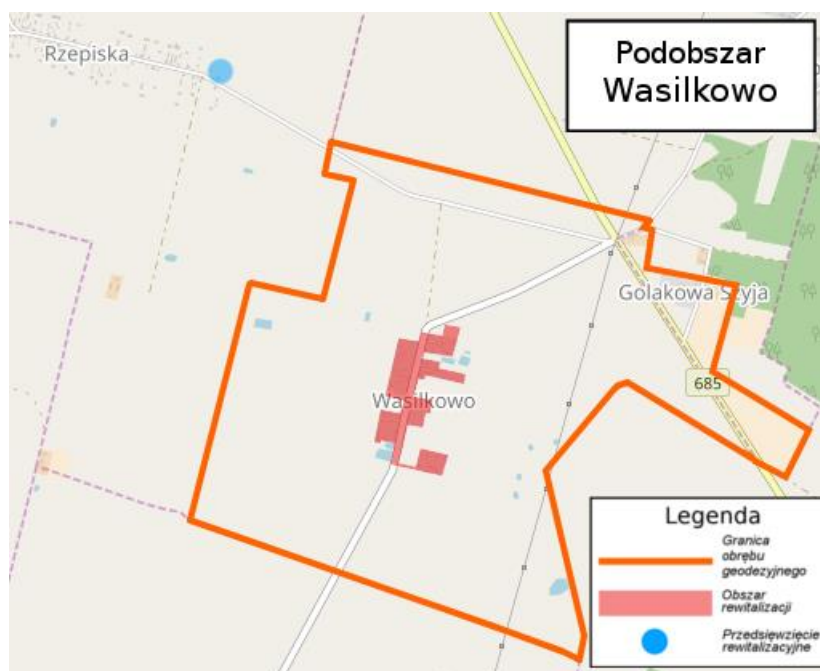 Podobszar
Wasilkowo
Rzepiska
Golakowa Szyja
685
Wasilkowo
Legenda
Granica
obrębu
geodezyjnego
Obszar
rewitalizacji
Przedsięwzięcie
rewitalizacyjne